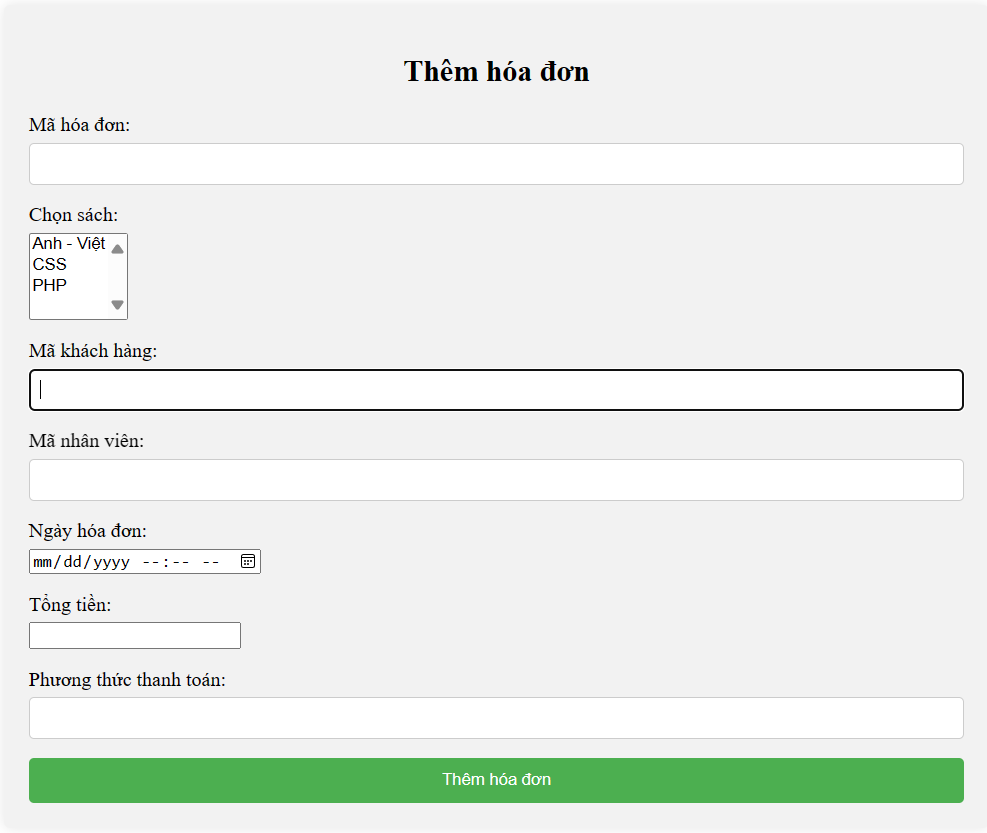 Thêm hóa đơn
Mã hóa đơn:
Chọn sách:
Anh - Việt
CSS
PHP
Mã khách hàng:
Mã nhân viên:
Ngày hóa đơn:
mm/dd/yyyy --:-- --
Tổng tiền:
Phương thức thanh toán:
Thêm hóa đơn